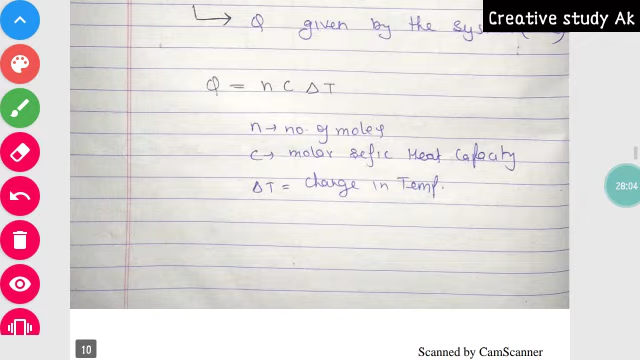 Creative study Ak
Q given by the sys
Q = n C ΔT
n → no. of moles
C → molar sefic Heat Capacity
ΔT = Change in Temp.
28:04
10
Scanned by CamScanner